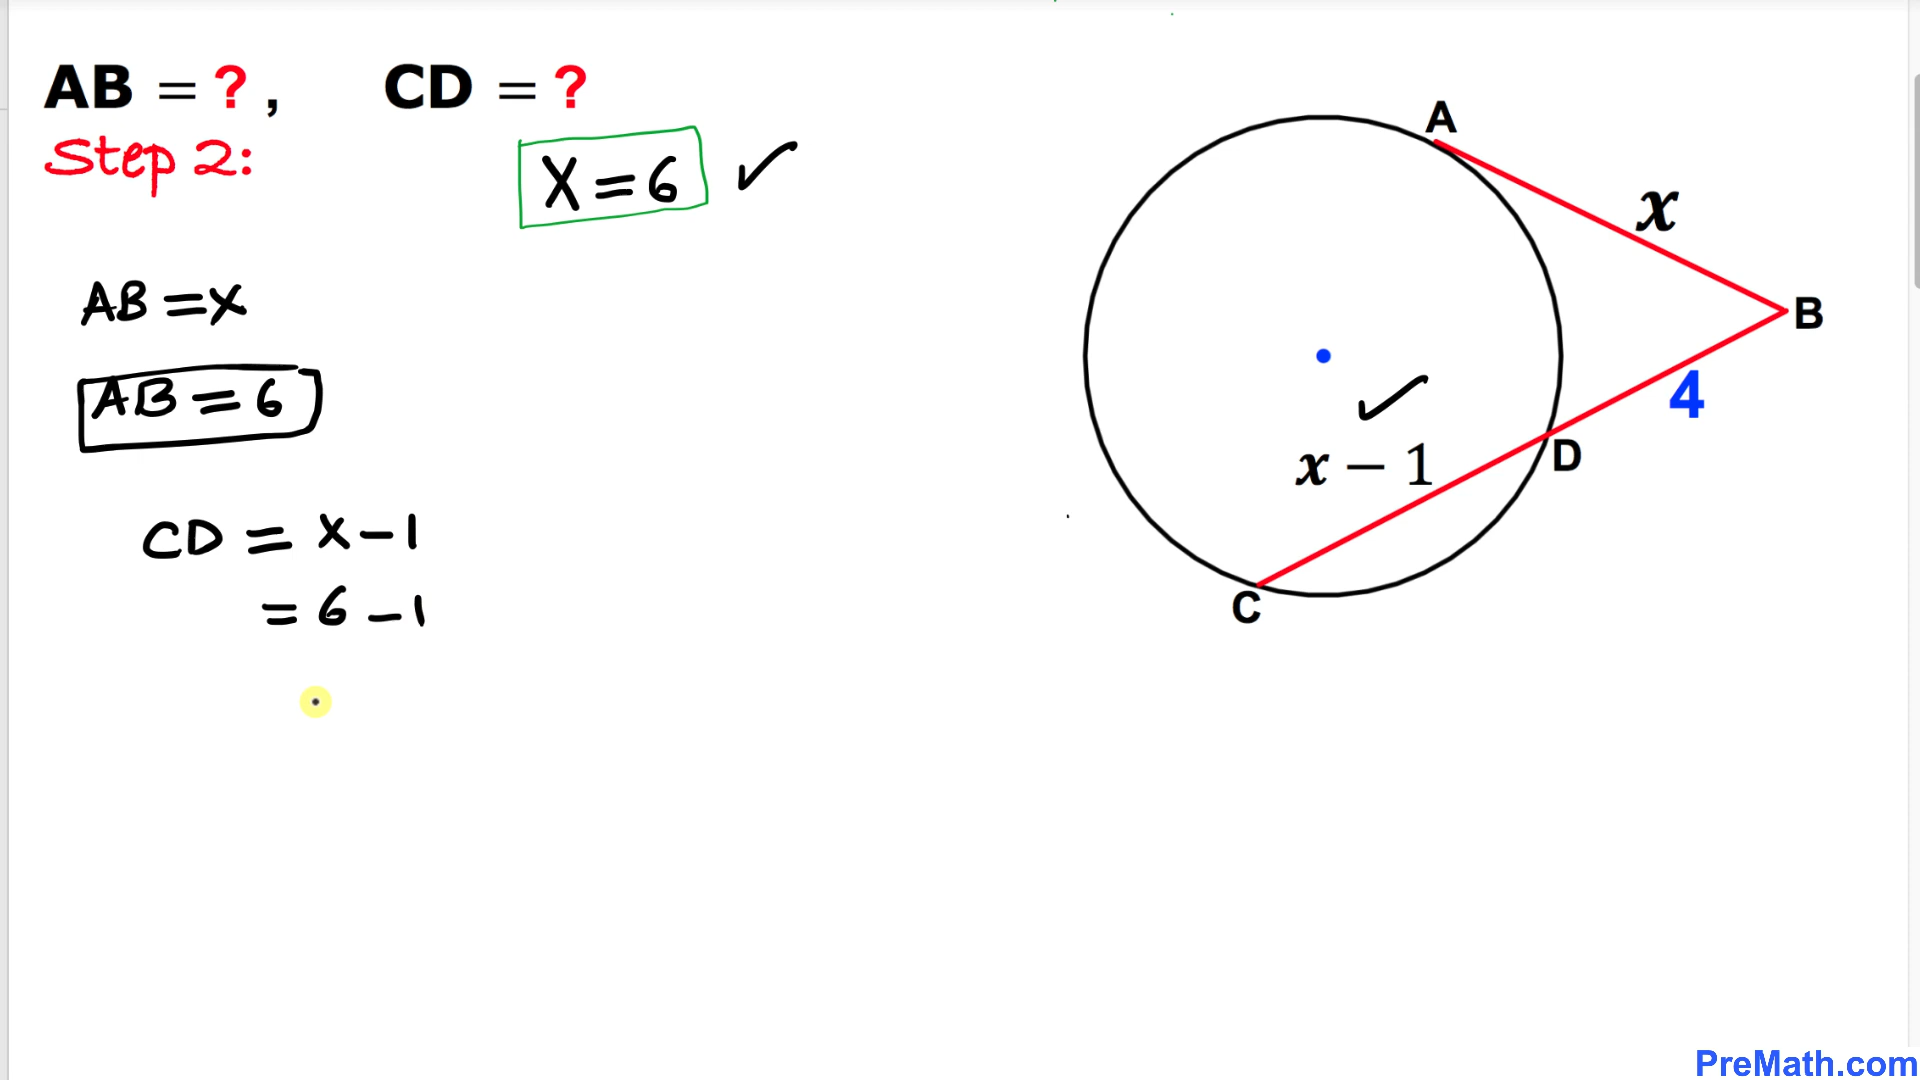 AB = ? , CD = ?
Step 2:
X = 6
AB = X
AB = 6
CD = X - 1
= 6 - 1
A
x
B
4
x − 1
D
C
PreMath.com